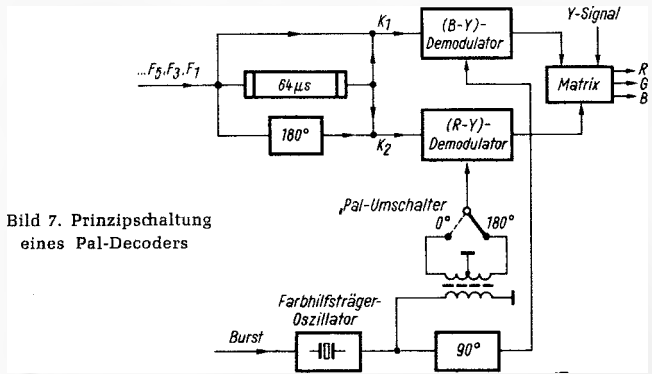 Y-Signal
K1
(B-Y)-
Demodulator
...F5, F3, F1
64µs
Matrix
R
G
B
180°
K2
(R-Y)-
Demodulator
Pal-Umschalter
0°
180°
Bild 7. Prinzipschaltung
eines Pal-Decoders
Farbhilfsträger-
Oszillator
Burst
90°